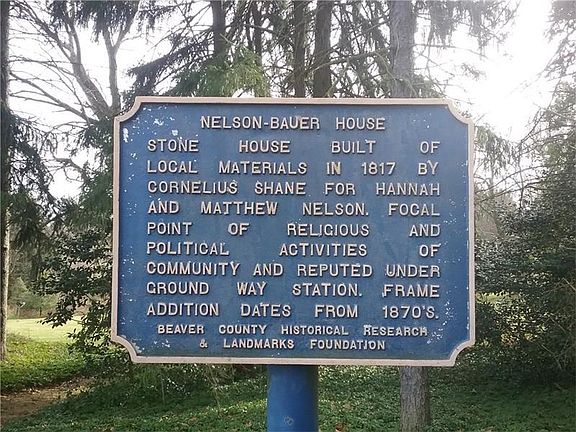 NELSON-BAUER HOUSE
STONE HOUSE BUILT OF
LOCAL MATERIALS IN 1817 BY
CORNELIUS SHANE FOR HANNAH
AND MATTHEW NELSON. FOCAL
POINT OF RELIGIOUS AND
POLITICAL ACTIVITIES OF
COMMUNITY AND REPUTED UNDER
GROUND WAY STATION. FRAME
ADDITION DATES FROM 1870'S.
BEAVER COUNTY HISTORICAL RESEARCH
& LANDMARKS FOUNDATION